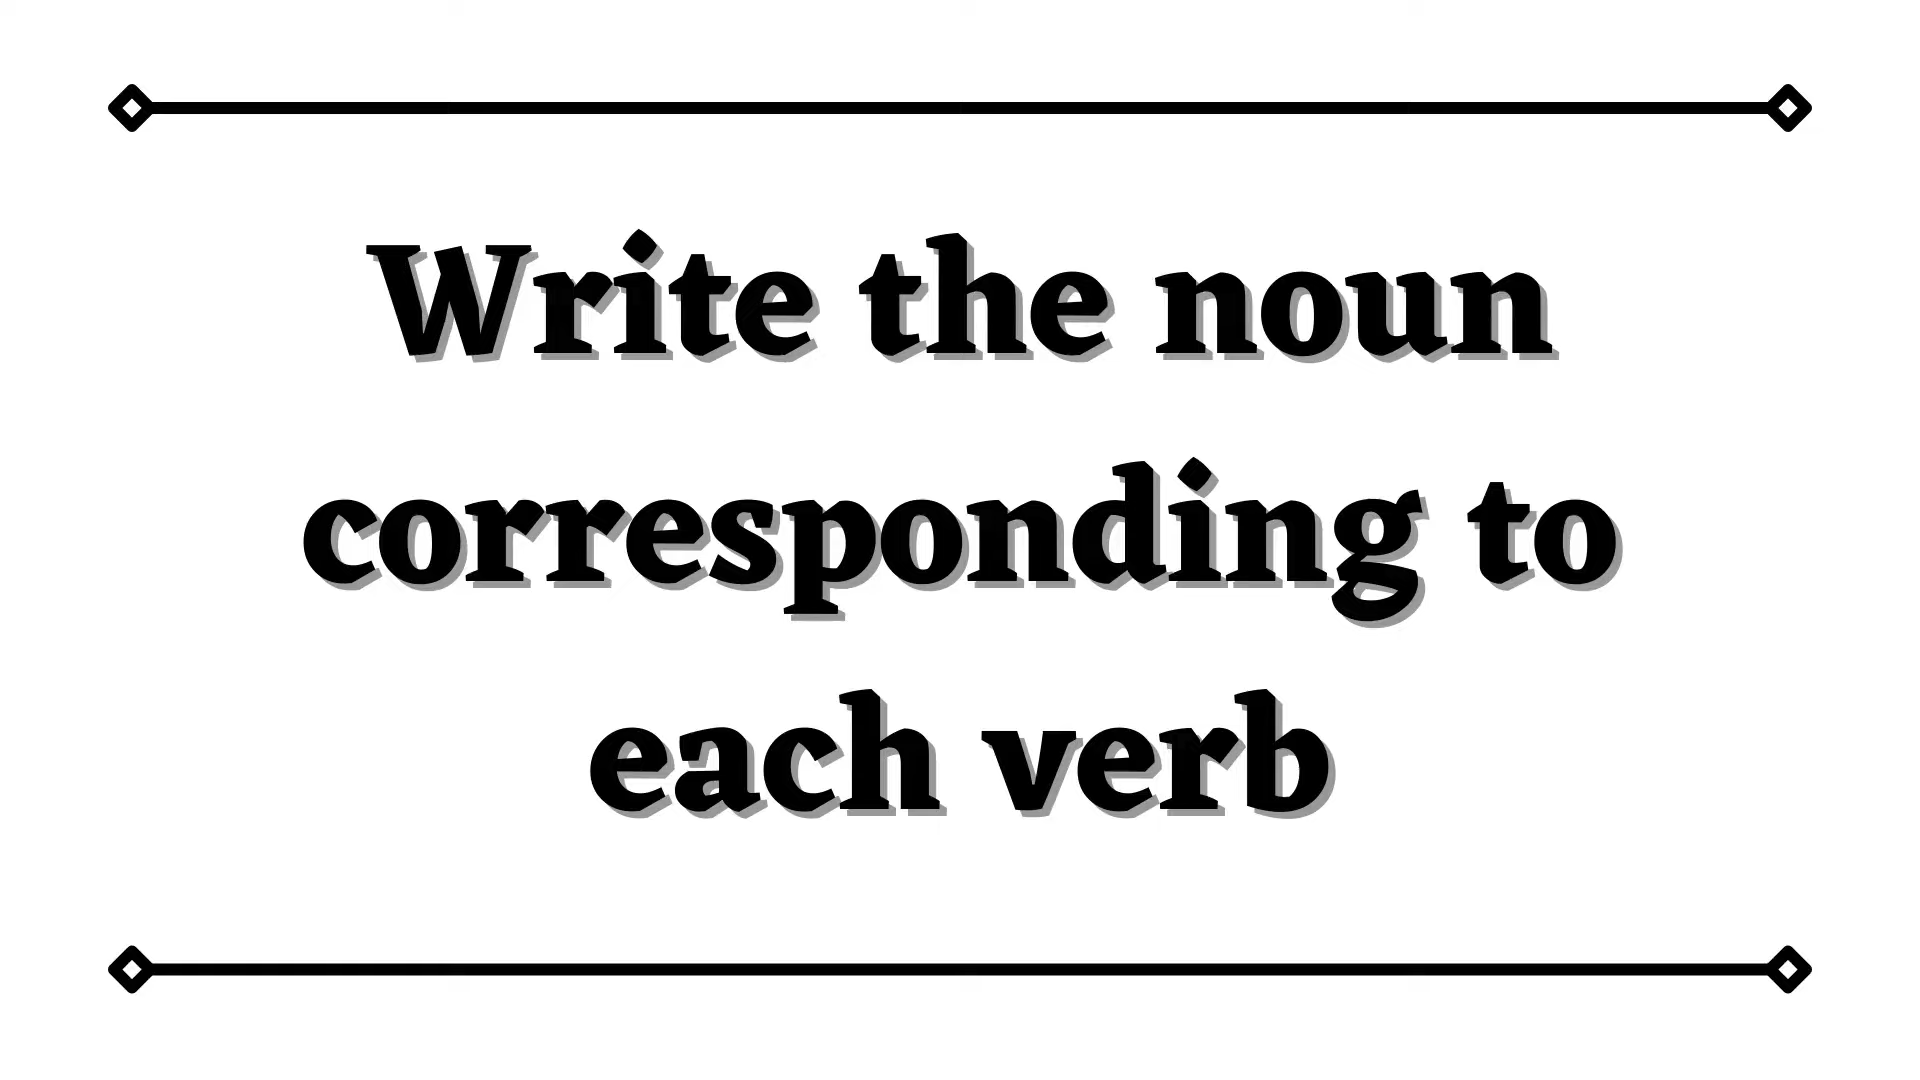 Write the noun
corresponding to
each verb